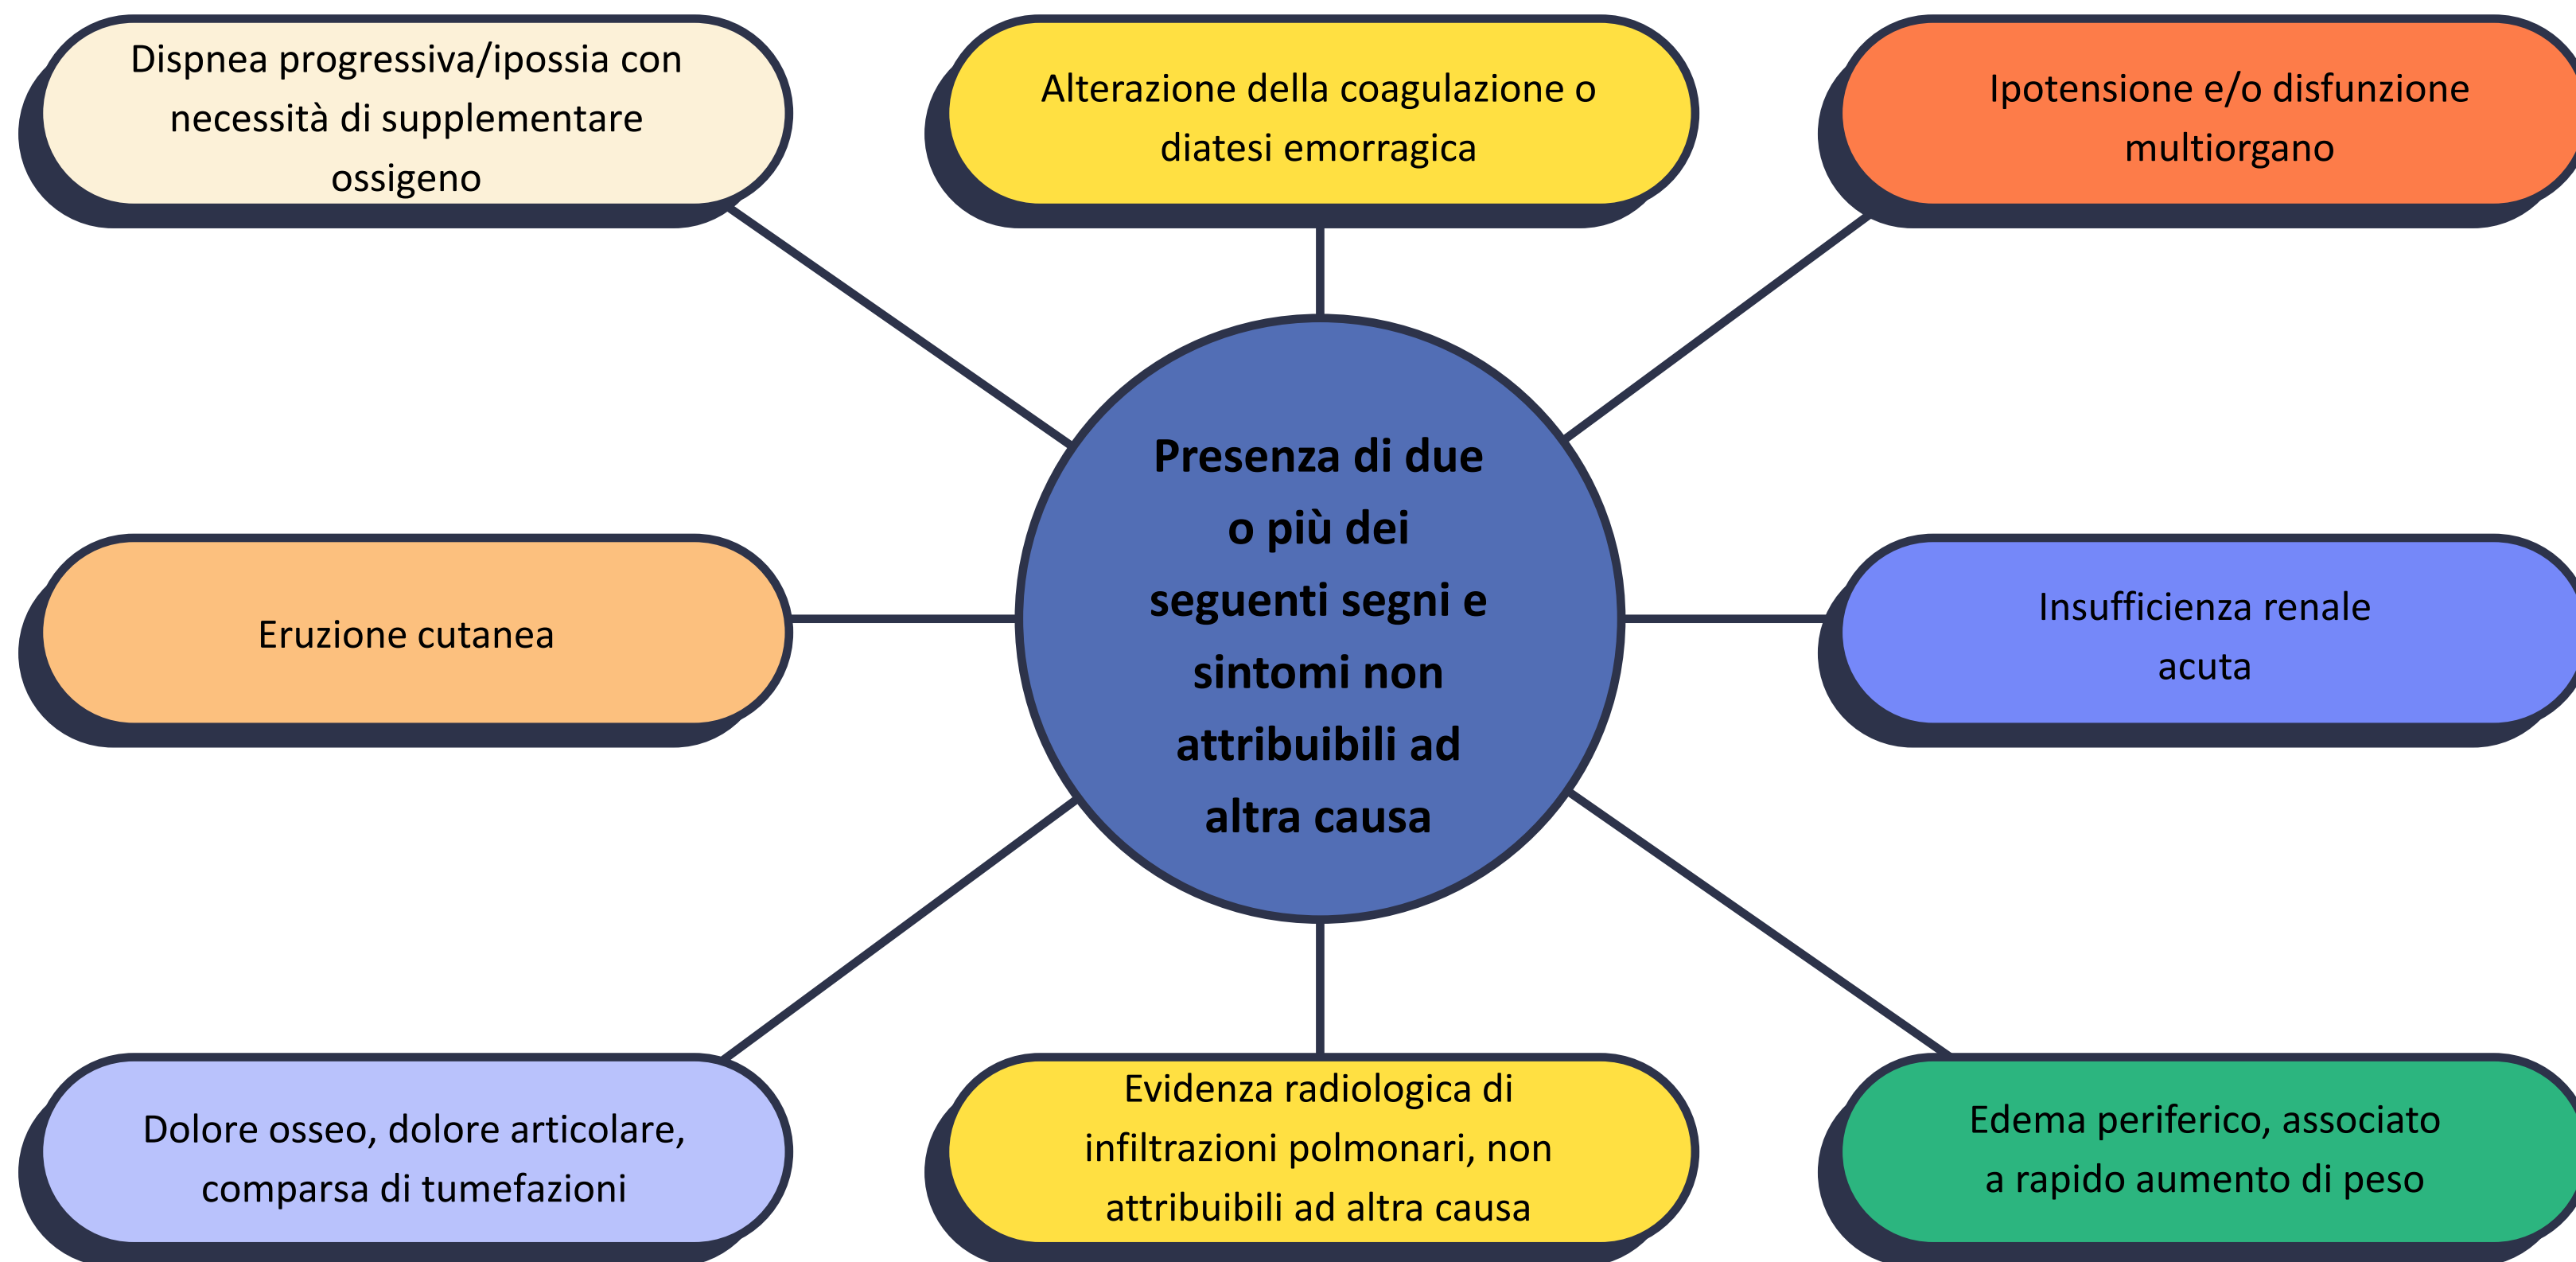 Dispnea progressiva/ipossia con
necessità di supplementare
ossigeno
Alterazione della coagulazione o
diatesi emorragica
Ipotensione e/o disfunzione
multiorgano
Presenza di due
o più dei
seguenti segni e
sintomi non
attribuibili ad
altra causa
Eruzione cutanea
Insufficienza renale
acuta
Dolore osseo, dolore articolare,
comparsa di tumefazioni
Evidenza radiologica di
infiltrazioni polmonari, non
attribuibili ad altra causa
Edema periferico, associato
a rapido aumento di peso